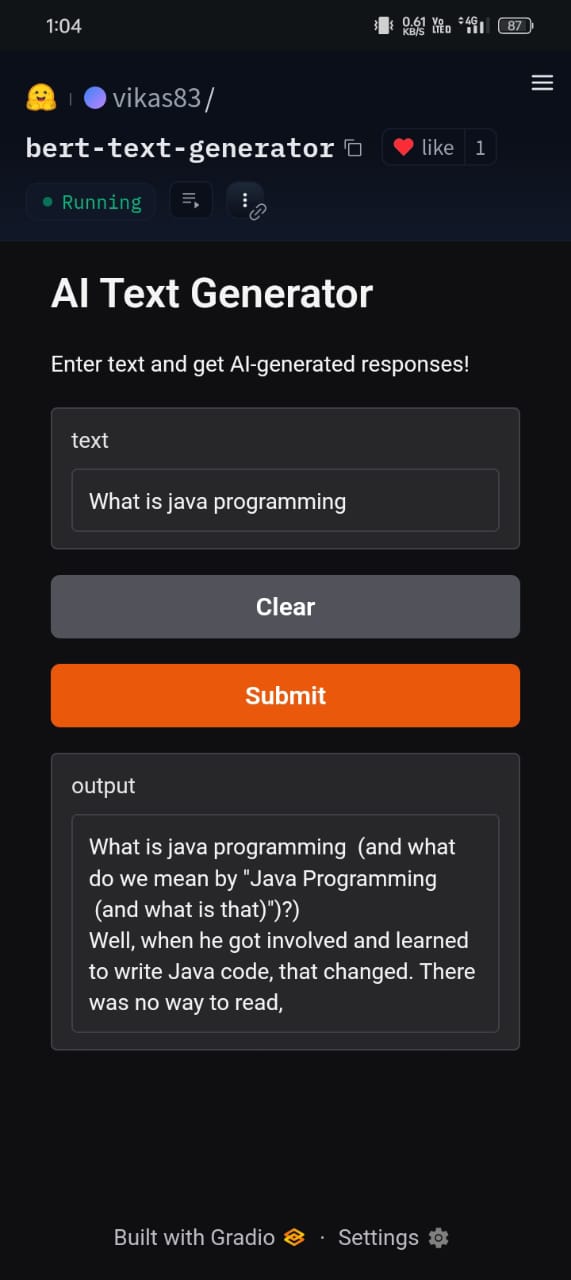 1:04
0.61 KB/S Vo LTED 4G 87
vikas83/
bert-text-generator like 1
Running
AI Text Generator
Enter text and get AI-generated responses!
text
What is java programming
Clear
Submit
output
What is java programming  (and what
do we mean by "Java Programming
(and what is that)")?)
Well, when he got involved and learned
to write Java code, that changed. There
was no way to read,
Built with Gradio · Settings